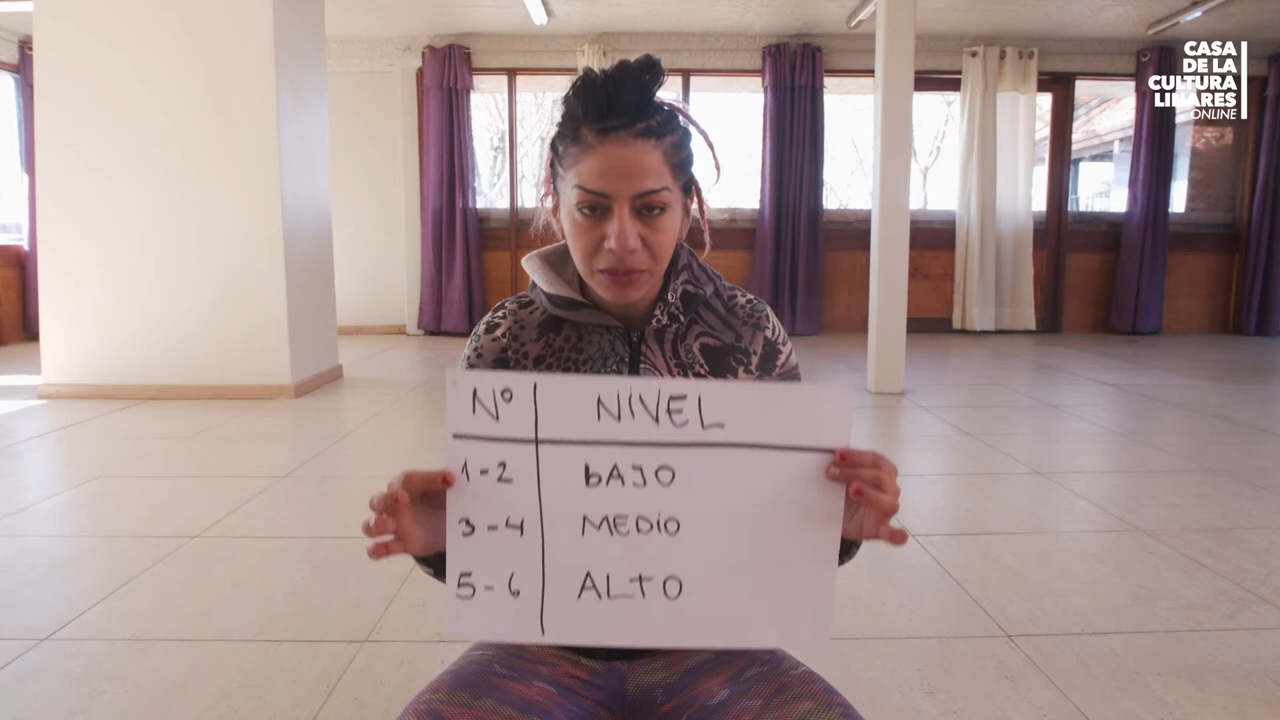 CASA
DE LA
CULTURA
LINARES
ONLINE
Nº NIVEL
1-2 bAJO
3-4 MEDiO
5-6 ALTO